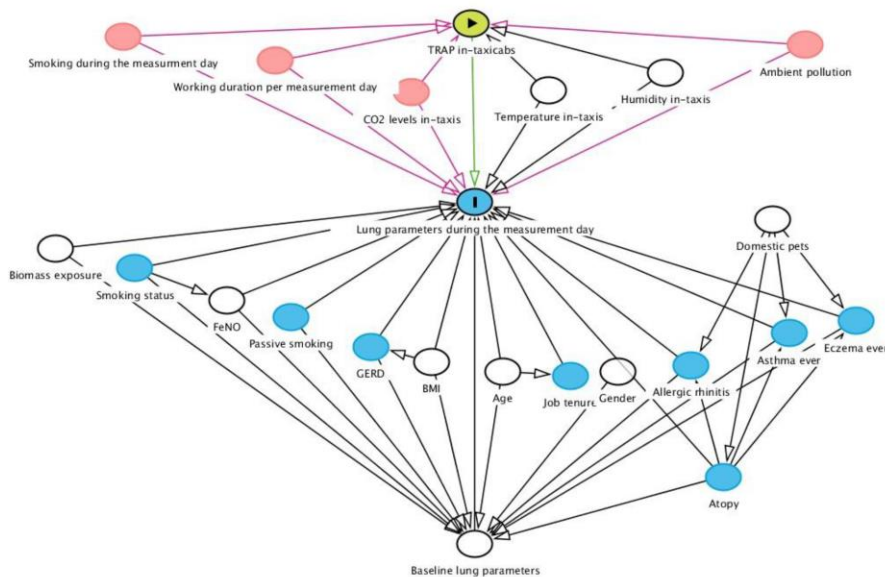 TRAP in-taxicabs
Smoking during the measurment day
Ambient pollution
Working duration per measurement day
Humidity in-taxis
CO2 levels in-taxis
Temperature in-taxis
Lung parameters during the measurement day
Domestic pets
Biomass exposure
Smoking status
FeNO
Passive smoking
Eczema ever
Asthma ever
GERD
BMI
Age
Job tenure
Gender
Allergic rhinitis
Atopy
Baseline lung parameters